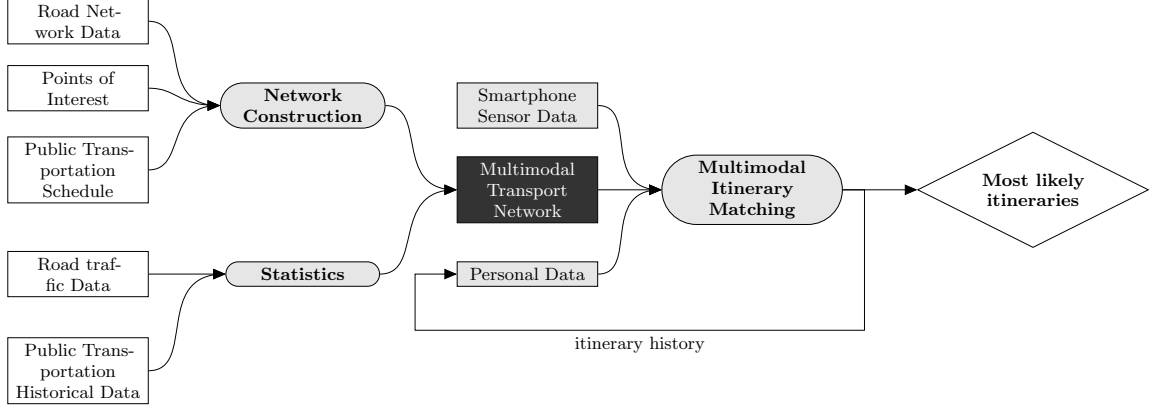 Road Net-
work Data
Points of
Interest
Public Trans-
portation
Schedule
Road traf-
fic Data
Public Trans-
portation
Historical Data
Network
Construction
Statistics
Smartphone
Sensor Data
Multimodal
Transport
Network
Personal Data
itinerary history
Multimodal
Itinerary
Matching
Most likely
itineraries